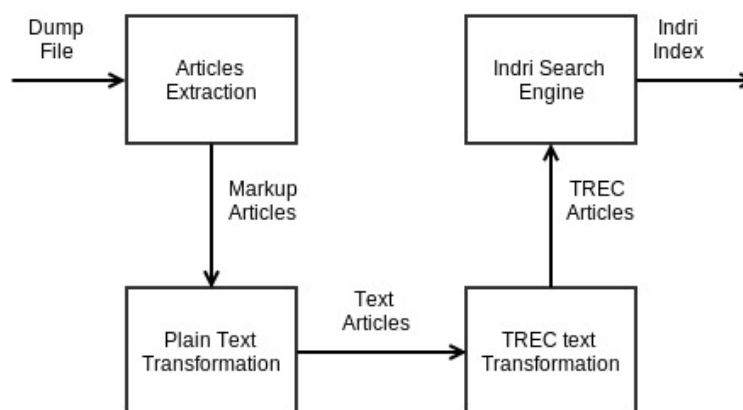 Dump
File
Articles
Extraction
Markup
Articles
Plain Text
Transformation
Text
Articles
TREC text
Transformation
TREC
Articles
Indri Search
Engine
Indri
Index